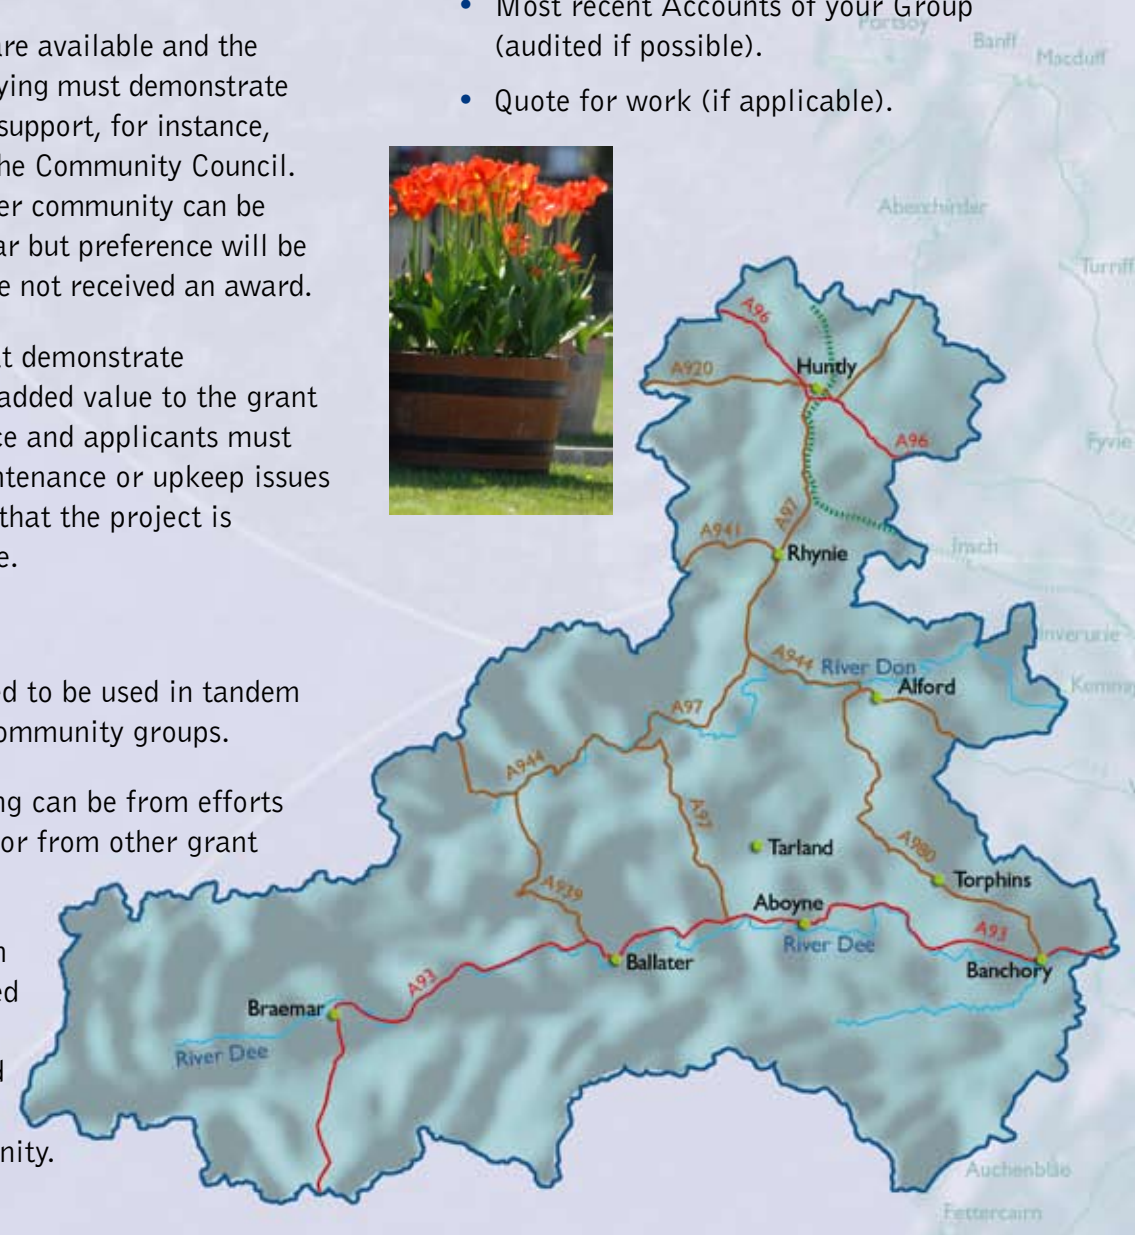 are available and the
ying must demonstrate
support, for instance,
he Community Council.
er community can be
ar but preference will be
e not received an award.
at demonstrate
added value to the grant
ce and applicants must
ntenance or upkeep issues
that the project is
e.
ed to be used in tandem
ommunity groups.
ng can be from efforts
or from other grant
n
ed
d
nity.
• Most recent Accounts of your Group
(audited if possible).
• Quote for work (if applicable).
Portsoy
Banff
Macduff
Aberchirder
Turriff
A96
A920
Huntly
A96
Fyvie
A97
A941
Rhynie
Insch
Inverurie
A944
River Don
Alford
Kemnay
A97
A944
A97
Tarland
A980
Torphins
A939
Aboyne
River Dee
A93
Ballater
Banchory
A93
Braemar
River Dee
Auchenblae
Fettercairn